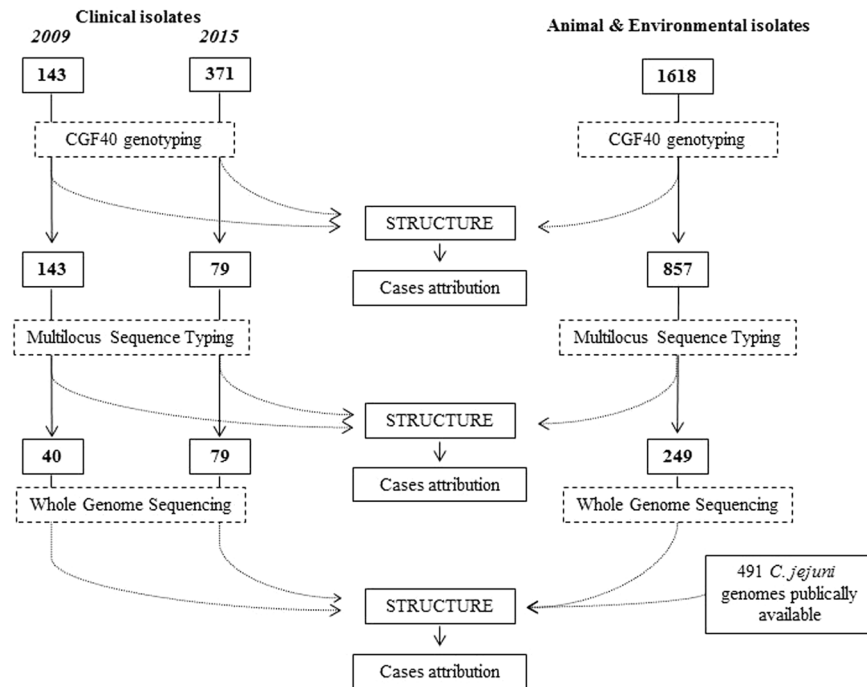 Clinical isolates
2009 2015
Animal & Environmental isolates
143 371 1618
CGF40 genotyping CGF40 genotyping
STRUCTURE
Cases attribution
143 79 857
Multilocus Sequence Typing Multilocus Sequence Typing
STRUCTURE
Cases attribution
40 79 249
Whole Genome Sequencing Whole Genome Sequencing
491 C. jejuni
genomes publically
available
STRUCTURE
Cases attribution